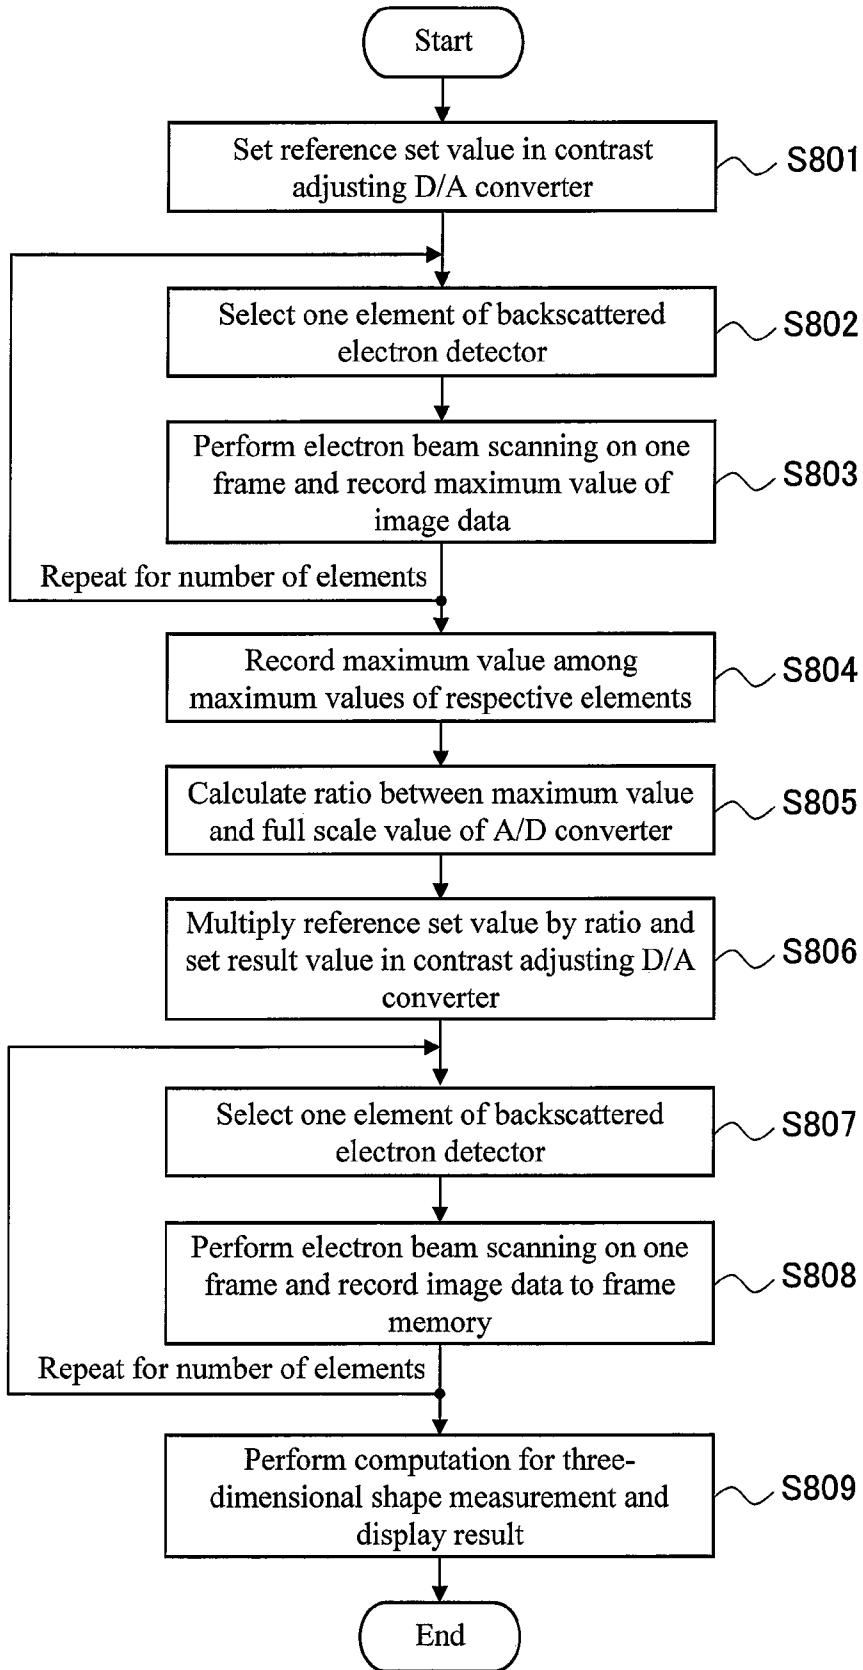 Start
Set reference set value in contrast
adjusting D/A converter
S801
Select one element of backscattered
electron detector
S802
Perform electron beam scanning on one
frame and record maximum value of
image data
S803
Repeat for number of elements
Record maximum value among
maximum values of respective elements
S804
Calculate ratio between maximum value
and full scale value of A/D converter
S805
Multiply reference set value by ratio and
set result value in contrast adjusting D/A
converter
S806
Select one element of backscattered
electron detector
S807
Perform electron beam scanning on one
frame and record image data to frame
memory
S808
Repeat for number of elements
Perform computation for three-
dimensional shape measurement and
display result
S809
End